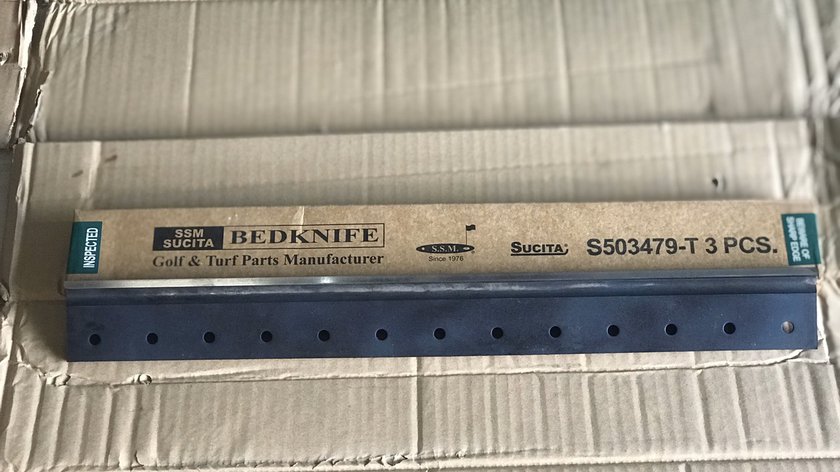 INSPECTED
SSM
SUCITA
BEDKNIFE
Golf & Turf Parts Manufacturer
S.S.M.
Since 1976
SUCITA
S503479-T 3 PCS.
BEWARE OF
SHARP EDGE